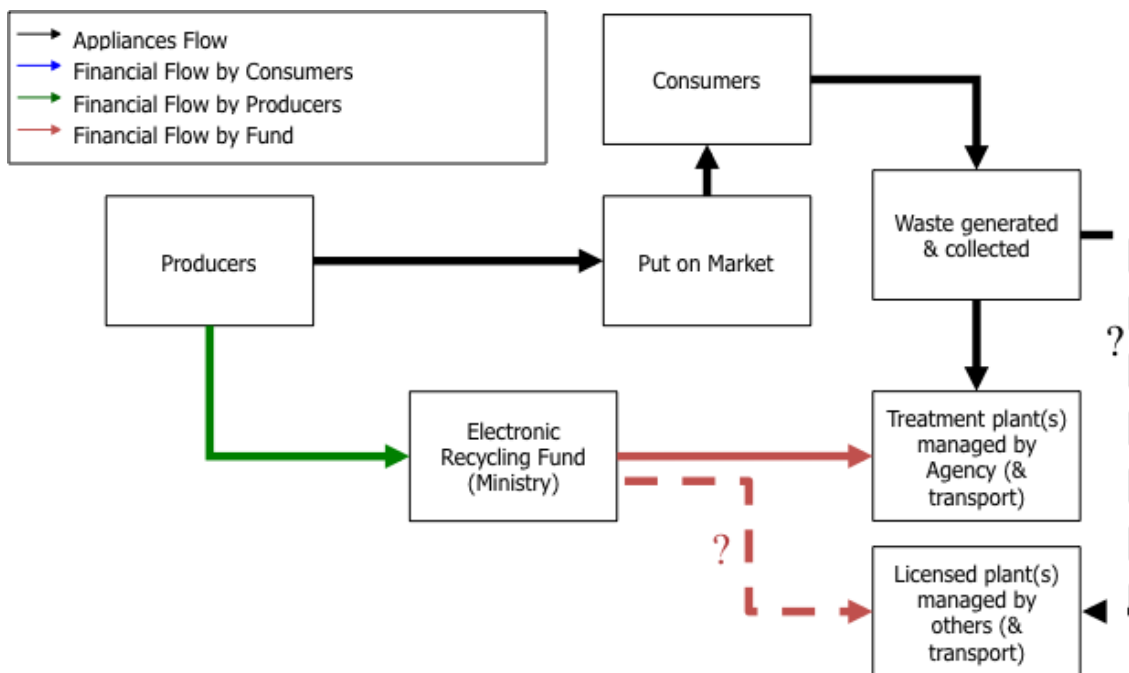 Appliances Flow
Financial Flow by Consumers
Financial Flow by Producers
Financial Flow by Fund
Consumers
Producers
Put on Market
Waste generated
& collected
?
Electronic
Recycling Fund
(Ministry)
Treatment plant(s)
managed by
Agency (&
transport)
?
Licensed plant(s)
managed by
others (&
transport)